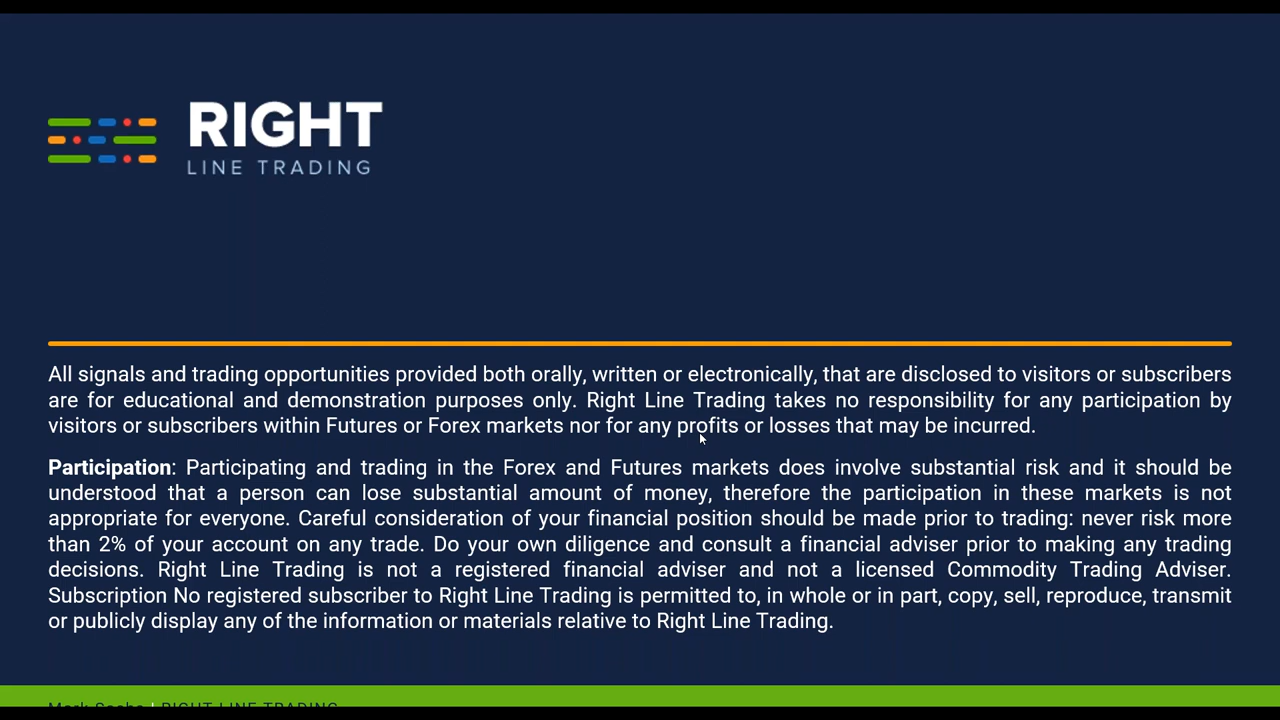 RIGHT
LINE TRADING
All signals and trading opportunities provided both orally, written or electronically, that are disclosed to visitors or subscribers
are for educational and demonstration purposes only. Right Line Trading takes no responsibility for any participation by
visitors or subscribers within Futures or Forex markets nor for any profits or losses that may be incurred.
Participation: Participating and trading in the Forex and Futures markets does involve substantial risk and it should be
understood that a person can lose substantial amount of money, therefore the participation in these markets is not
appropriate for everyone. Careful consideration of your financial position should be made prior to trading: never risk more
than 2% of your account on any trade. Do your own diligence and consult a financial adviser prior to making any trading
decisions. Right Line Trading is not a registered financial adviser and not a licensed Commodity Trading Adviser.
Subscription No registered subscriber to Right Line Trading is permitted to, in whole or in part, copy, sell, reproduce, transmit
or publicly display any of the information or materials relative to Right Line Trading.
| RIGHT LINE TRADING